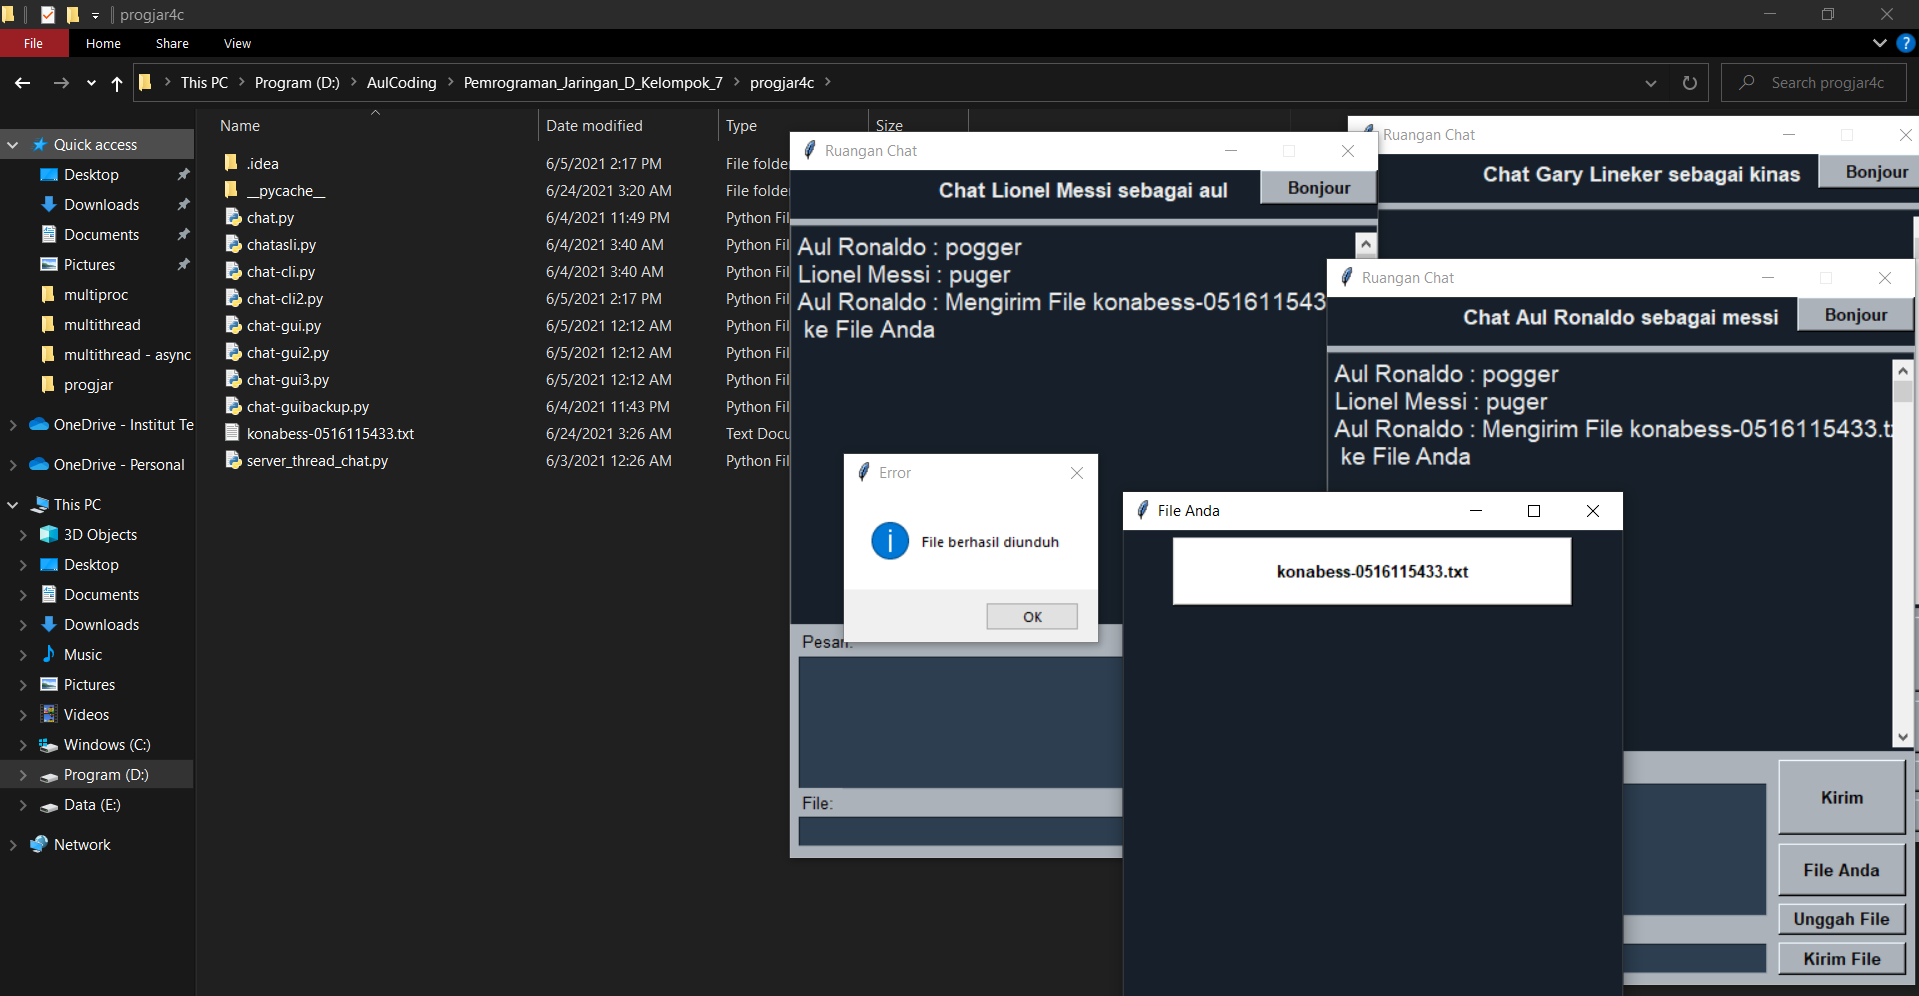 progjar4c
File Home Share View
This PC Program (D:) AulCoding Pemrograman_Jaringan_D_Kelompok_7 progjar4c
Search progjar4c
Quick access
Desktop
Downloads
Documents
Pictures
multiproc
multithread
multithread - async
progjar
OneDrive - Institut Te
OneDrive - Personal
This PC
3D Objects
Desktop
Documents
Downloads
Music
Pictures
Videos
Windows (C:)
Program (D:)
Data (E:)
Network
Name Date modified Type Size
.idea 6/5/2021 2:17 PM File folde
__pycache__ 6/24/2021 3:20 AM File folde
chat.py 6/4/2021 11:49 PM Python Fil
chatasli.py 6/4/2021 3:40 AM Python Fil
chat-cli.py 6/4/2021 3:40 AM Python Fil
chat-cli2.py 6/5/2021 2:17 PM Python Fil
chat-gui.py 6/5/2021 12:12 AM Python Fil
chat-gui2.py 6/5/2021 12:12 AM Python Fil
chat-gui3.py 6/5/2021 12:12 AM Python Fil
chat-guibackup.py 6/4/2021 11:43 PM Python Fil
konabess-0516115433.txt 6/24/2021 3:26 AM Text Docu
server_thread_chat.py 6/3/2021 12:26 AM Python Fil
Ruangan Chat
Chat Lionel Messi sebagai aul Bonjour
Aul Ronaldo : pogger
Lionel Messi : puger
Aul Ronaldo : Mengirim File konabess-051611543
ke File Anda
Pesan:
File:
Ruangan Chat
Chat Gary Lineker sebagai kinas Bonjour
Ruangan Chat
Chat Aul Ronaldo sebagai messi Bonjour
Aul Ronaldo : pogger
Lionel Messi : puger
Aul Ronaldo : Mengirim File konabess-0516115433.t
ke File Anda
Kirim
File Anda
Unggah File
Kirim File
Error
File berhasil diunduh
OK
File Anda
konabess-0516115433.txt